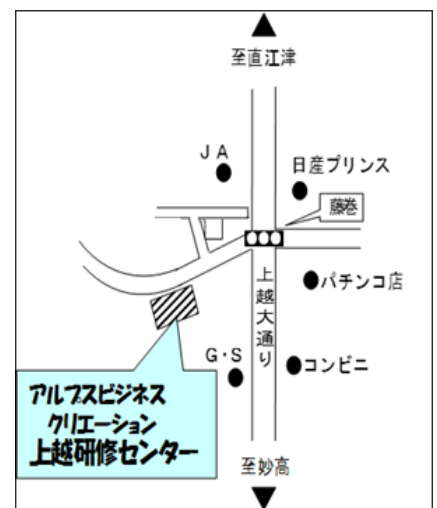 至直江津
JA
日産プリンス
藤巻
上越大通り
パチンコ店
G・S
コンビニ
アルプスビジネス
クリエーション
上越研修センター
至妙高